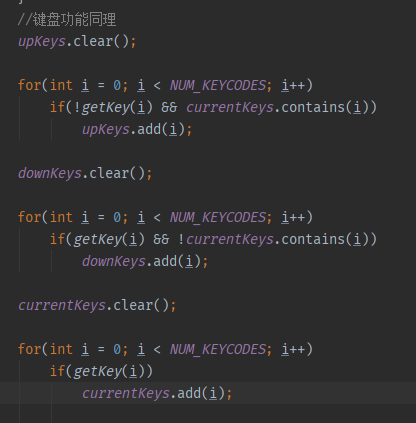 }
//键盘功能同理
upKeys.clear();
for(int i = 0; i < NUM_KEYCODES; i++)
if(!getKey(i) && currentKeys.contains(i))
upKeys.add(i);
downKeys.clear();
for(int i = 0; i < NUM_KEYCODES; i++)
if(getKey(i) && !currentKeys.contains(i))
downKeys.add(i);
currentKeys.clear();
for(int i = 0; i < NUM_KEYCODES; i++)
if(getKey(i))
currentKeys.add(i);